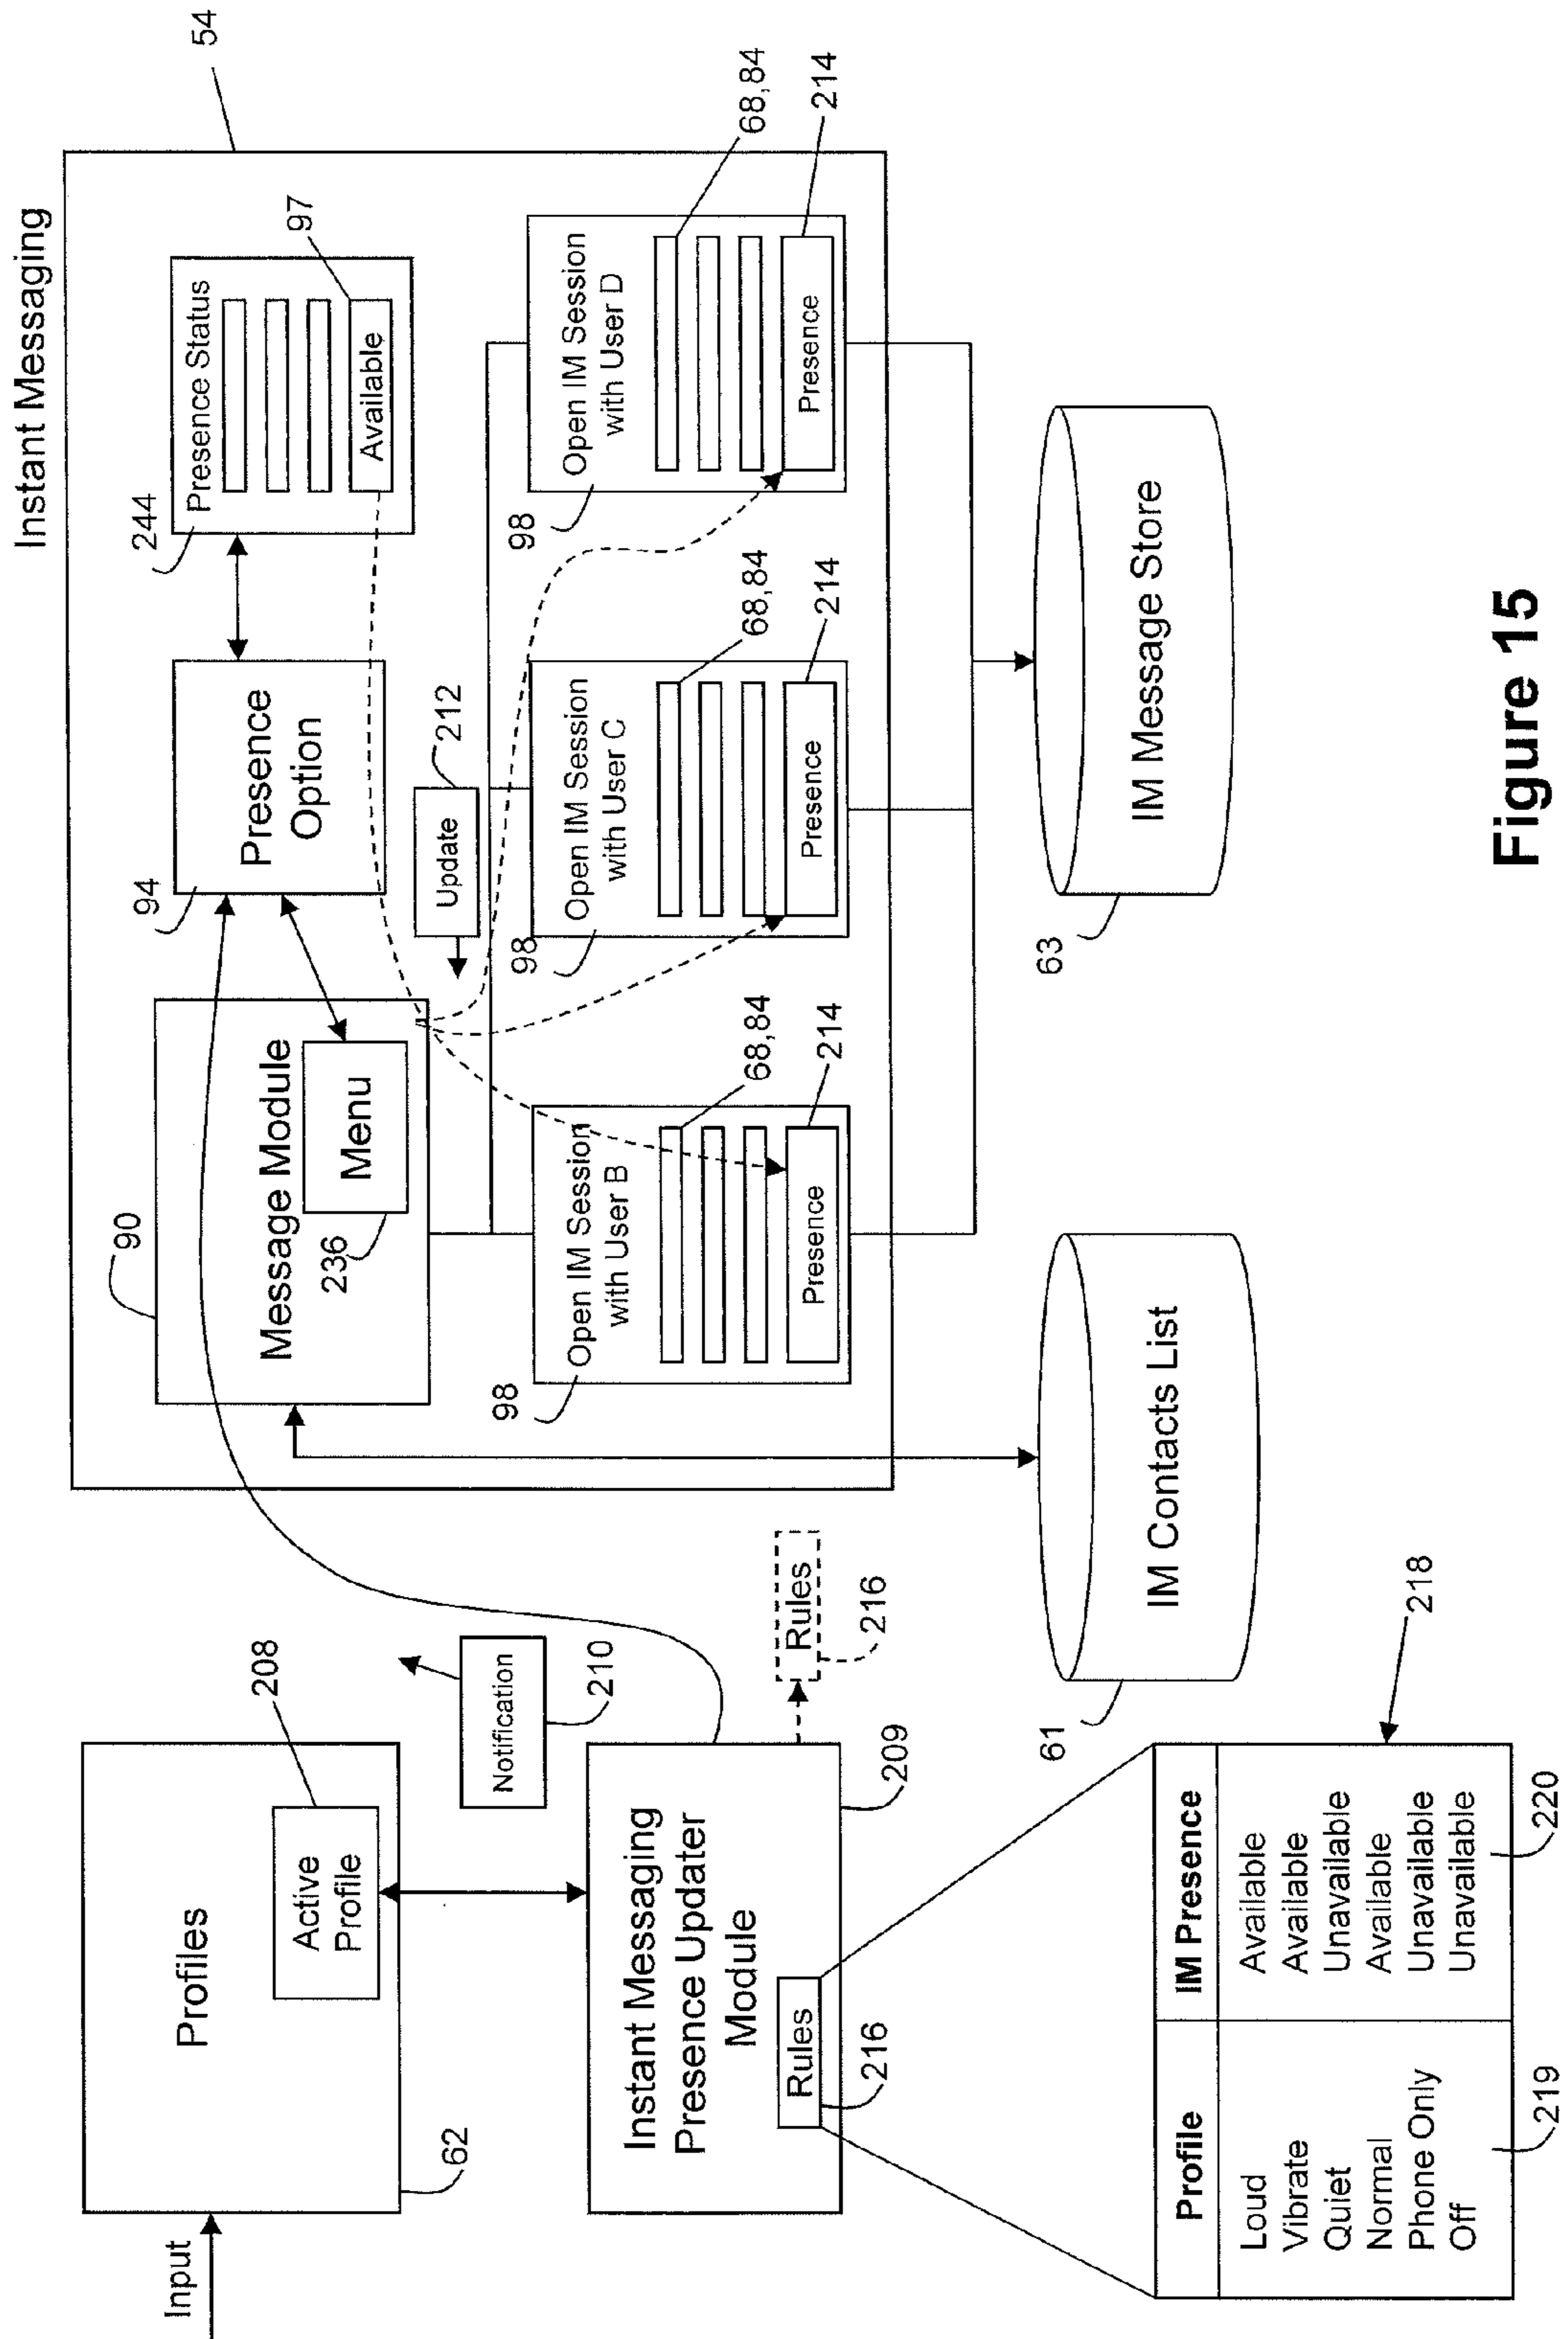 Instant Messaging
54
Input
Profiles
62
Active
Profile
208
Notification
210
Instant Messaging
Presence Updater
Module
209
Rules
216
Rules
216
Profile
IM Presence
Loud
Available
Vibrate
Available
Quiet
Unavailable
Normal
Available
Phone Only
Unavailable
Off
Unavailable
219
220
218
90
Message Module
Menu
236
94
Presence
Option
244
Presence Status
Available
97
Update
212
98
Open IM Session
with User B
68,84
Presence
214
98
Open IM Session
with User C
68,84
Presence
214
98
Open IM Session
with User D
68,84
Presence
214
IM Contacts List
61
IM Message Store
63
Figure 15